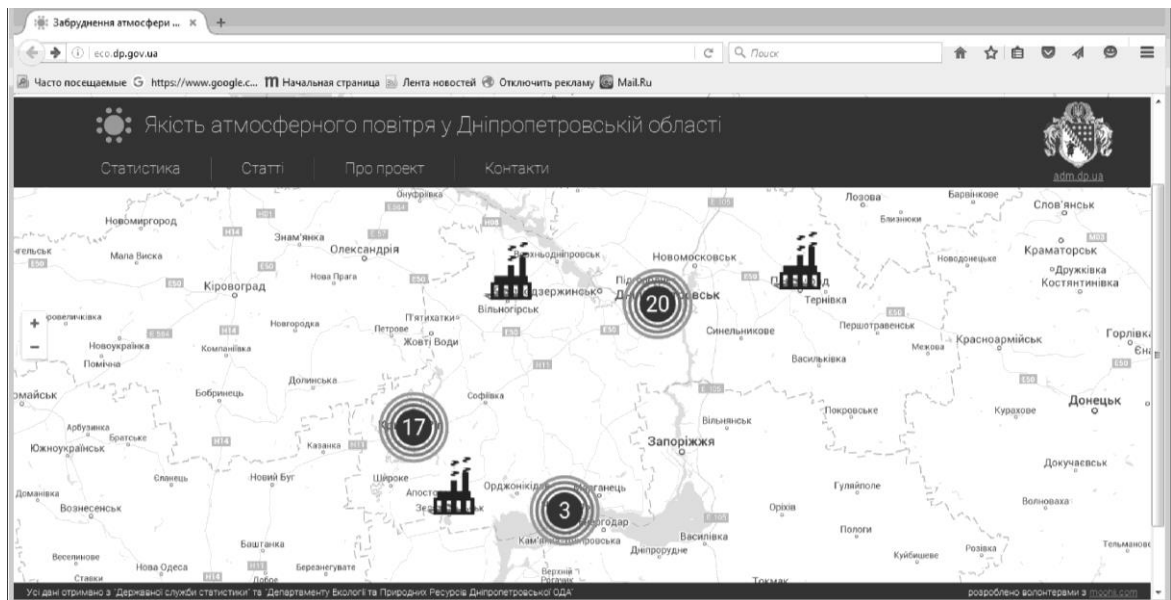 Забруднення атмосфери ... × +
eco.dp.gov.ua
Поиск
Часто посещаемые G https://www.google.c... m Начальная страница Лента новостей Отключить рекламу Mail.Ru
Якість атмосферного повітря у Дніпропетровській області
Статистика Статті Про проект Контакти
adm.dp.ua
Онуфріївка Лозова Барвінкове Слов'янськ
Новомиргород Близнюки
Знам'янка
Мала Виска Олександрія Новомосковськ Новодонецьке Краматорськ
Дружківка
Нова Прага Костянтинівка
Кіровоград
Тернівка
Вільногірськ
20
+
П'ятихатки
Новгородка Петрове Синельникове Першотравенськ
Жовті Води Красноармійськ
Новоукраїнка Компаніївка Межова
−
Помічна Васильківка
Долинська
Бобринець Софіївка
Донецьк
Покровське Курахове
Вільнянськ
17
Арбузинка
Братське Запоріжжя
Южноукраїнськ Казанка
Докучаєвськ
Єланець Новий Буг Широке
Гуляйполе
Доманівка
Волноваха
Вознесенськ 3 Оріхів
Пологи
Василівка
Баштанка
Дніпрорудне Тельманове
Веселинове Куйбишеве Розівка
Нова Одеса Березнегувате
Ставки Доброе Верхній
Рогачик Токмак
Усі дані отримано з "Державної служби статистики" та "Департаменту Екології та Природних Ресурсів Дніпропетровської ОДА" розроблено волонтерами з